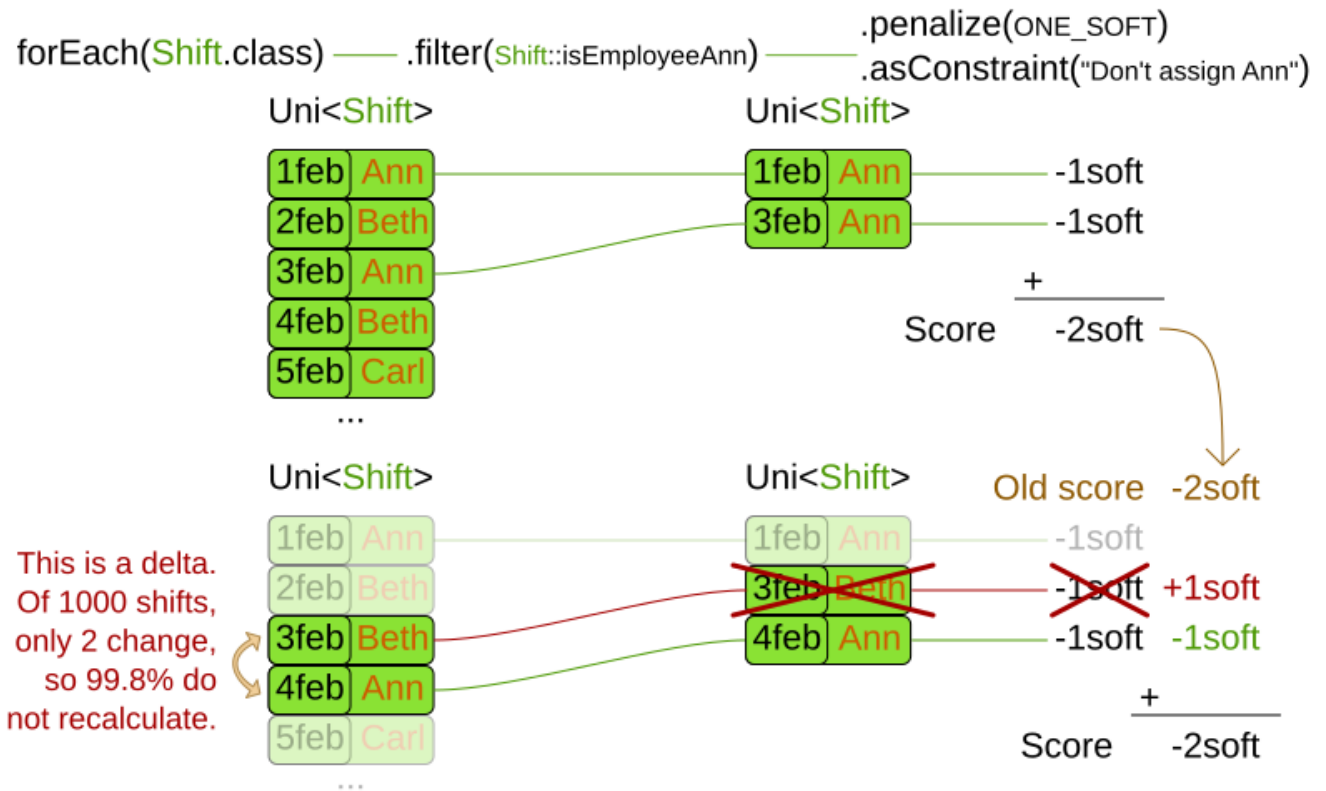 forEach(Shift.class) .filter(Shift::isEmployeeAnn) .penalize(ONE_SOFT)
.asConstraint("Don't assign Ann")
Uni<Shift> Uni<Shift>
1feb Ann 1feb Ann -1soft
2feb Beth 3feb Ann -1soft
3feb Ann
+
4feb Beth Score -2soft
5feb Carl
...
Uni<Shift> Uni<Shift> Old score -2soft
1feb Ann 1feb Ann -1soft
2feb Beth 3feb Beth -1soft +1soft
3feb Beth 4feb Ann -1soft -1soft
4feb Ann
+
5feb Carl Score -2soft
...
This is a delta.
Of 1000 shifts,
only 2 change,
so 99.8% do
not recalculate.